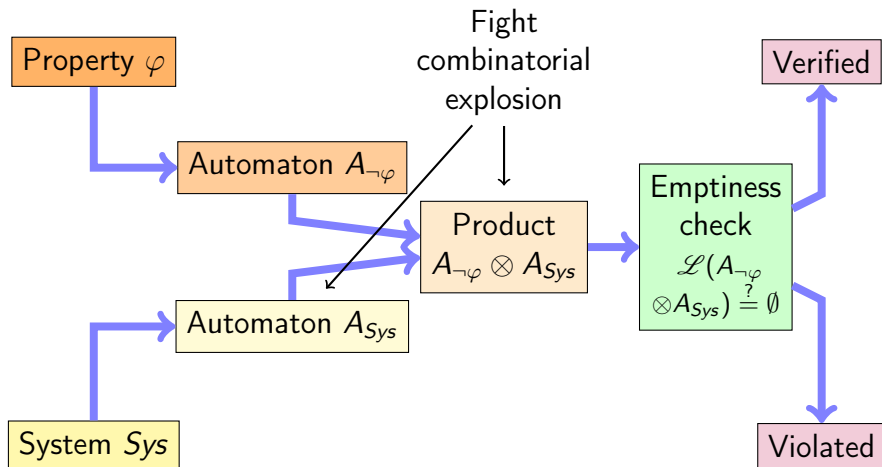 Fight
combinatorial
explosion
Property φ
Verified
Automaton A¬φ
Emptiness
check
ℒ(A¬φ
⊗ASys) ≟ ∅
Product
A¬φ ⊗ ASys
Automaton ASys
System Sys
Violated